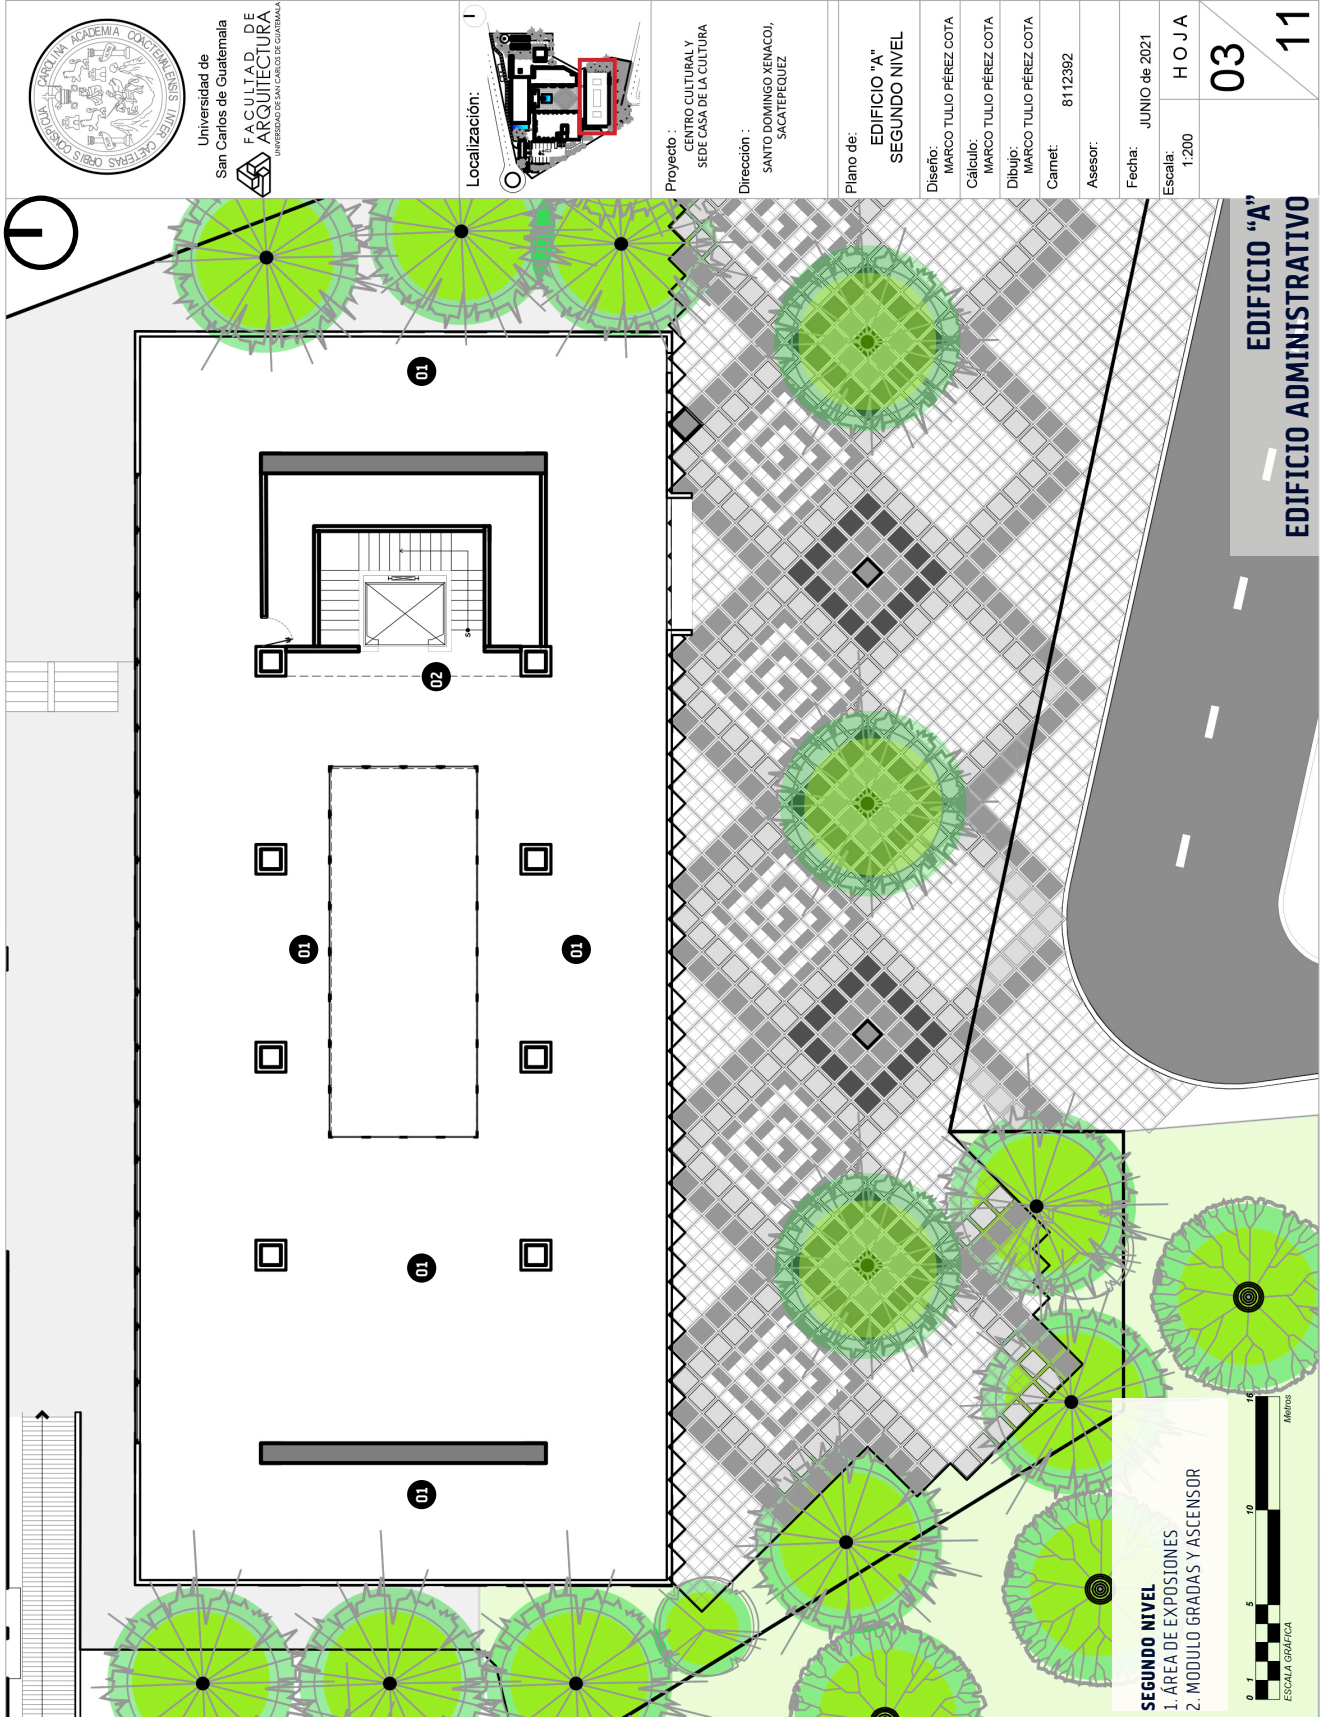 CAROLINA ACADEMIA COACTEMALENSIS INTER CAETERAS ORBIS CONSPICUA
Universidad de
San Carlos de Guatemala
FACULTAD DE
ARQUITECTURA
UNIVERSIDAD DE SAN CARLOS DE GUATEMALA
Localización:
Proyecto :
CENTRO CULTURAL Y
SEDE CASA DE LA CULTURA
Dirección :
SANTO DOMINGO XENACOJ,
SACATEPEQUEZ
Plano de:
EDIFICIO "A"
SEGUNDO NIVEL
Diseño:
MARCO TULIO PÉREZ COTA
Cálculo:
MARCO TULIO PÉREZ COTA
Dibujo:
MARCO TULIO PÉREZ COTA
Carnet:
8112392
Asesor:
Fecha:
JUNIO de 2021
Escala:
1:200
HOJA
03
11
EDIFICIO “A”
EDIFICIO ADMINISTRATIVO
01
02
S
01
01
01
01
SEGUNDO NIVEL
1. ÁREA DE EXPOSIONES
2. MODULO GRADAS Y ASCENSOR
0 1 5 10 16
ESCALA GRÁFICA
Metros